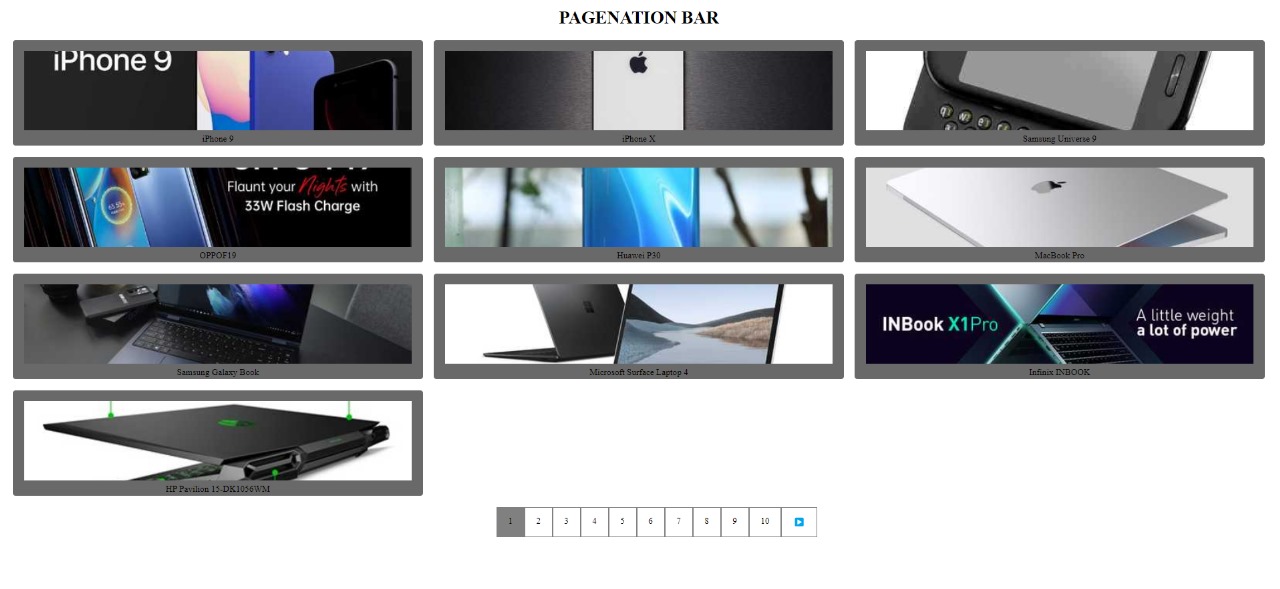 PAGENATION BAR
iPhone 9
iPhone 9
iPhone X
Samsung Universe 9
Flaunt your Nights with
33W Flash Charge
OPPOF19
Huawei P30
MacBook Pro
Samsung Galaxy Book
Microsoft Surface Laptop 4
INBook X1Pro
A little weight
a lot of power
Infinix INBOOK
HP Pavilion 15-DK1056WM
1 2 3 4 5 6 7 8 9 10